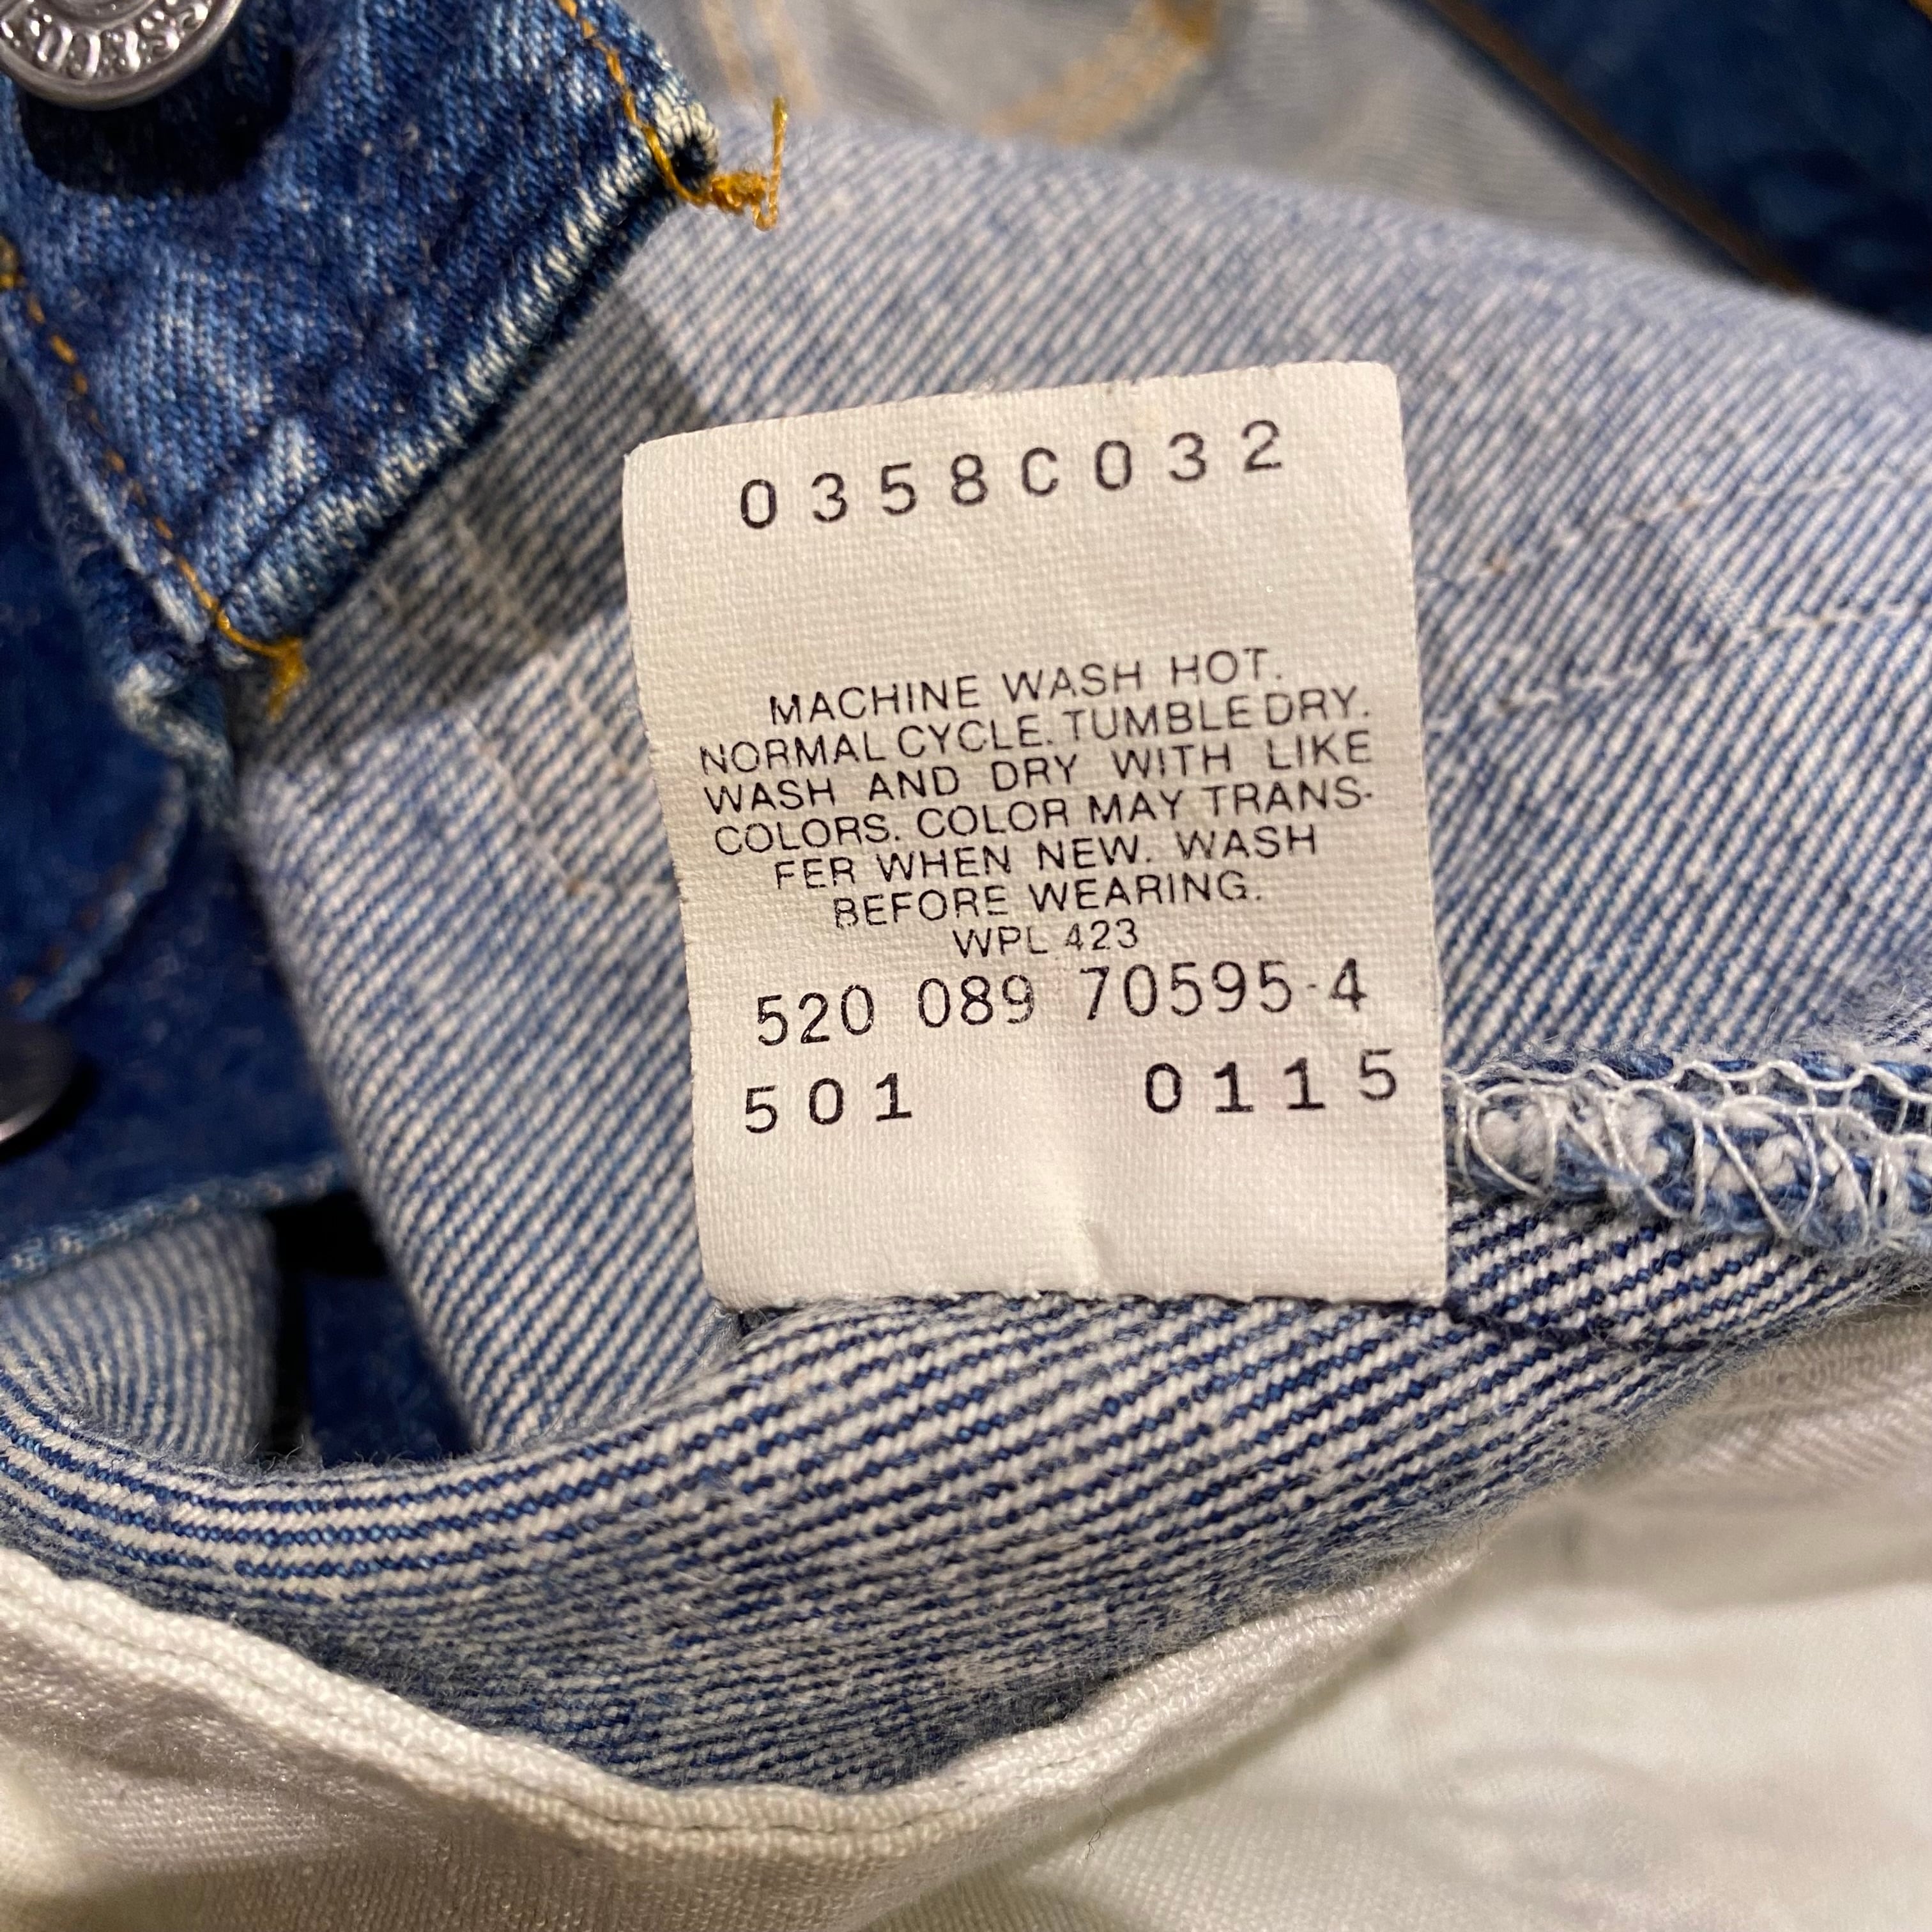 0358C032
MACHINE WASH HOT.
NORMAL CYCLE. TUMBLE DRY.
WASH AND DRY WITH LIKE
COLORS. COLOR MAY TRANS-
FER WHEN NEW. WASH
BEFORE WEARING.
WPL 423
520 089 70595-4
501 0115